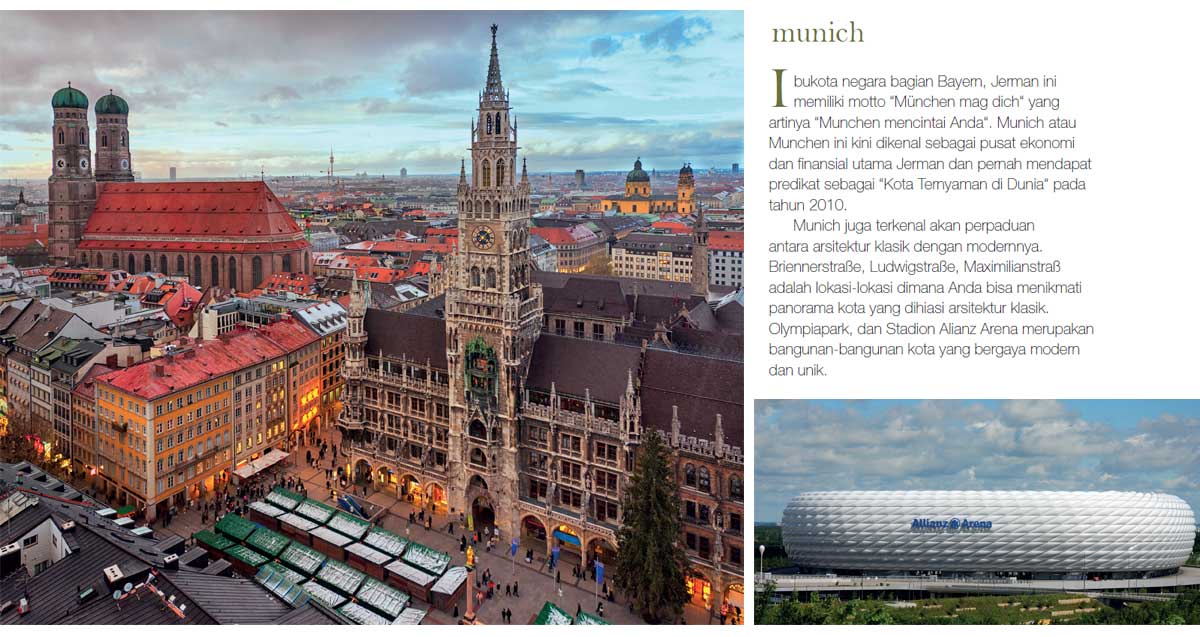 munich
Ibukota negara bagian Bayern, Jerman ini
memiliki motto “München mag dich“ yang
artinya “Munchen mencintai Anda“. Munich atau
Munchen ini kini dikenal sebagai pusat ekonomi
dan finansial utama Jerman dan pernah mendapat
predikat sebagai “Kota Ternyaman di Dunia“ pada
tahun 2010.
Munich juga terkenal akan perpaduan
antara arsitektur klasik dengan modernnya.
Briennerstraße, Ludwigstraße, Maximilianstraß
adalah lokasi-lokasi dimana Anda bisa menikmati
panorama kota yang dihiasi arsitektur klasik.
Olympiapark, dan Stadion Alianz Arena merupakan
bangunan-bangunan kota yang bergaya modern
dan unik.
Allianz Arena